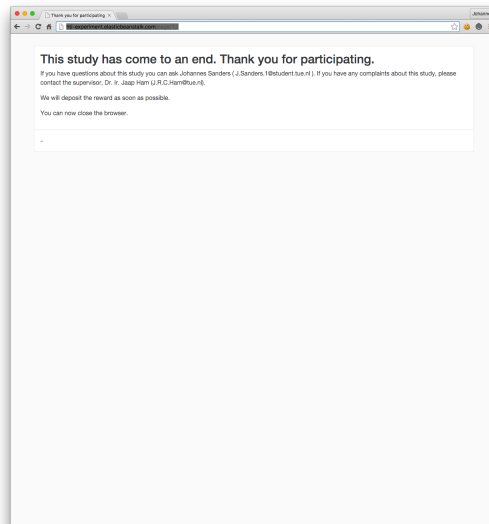 Thank you for participating
Johanne
-experiment.elasticbeanstalk.com
This study has come to an end. Thank you for participating.
If you have questions about this study you can ask Johannes Sanders ( J.Sanders.1@student.tue.nl ). If you have any complaints about this study, please
contact the supervisor, Dr. Ir. Jaap Ham (J.R.C.Ham@tue.nl).
We will deposit the reward as soon as possible.
You can now close the browser.
-